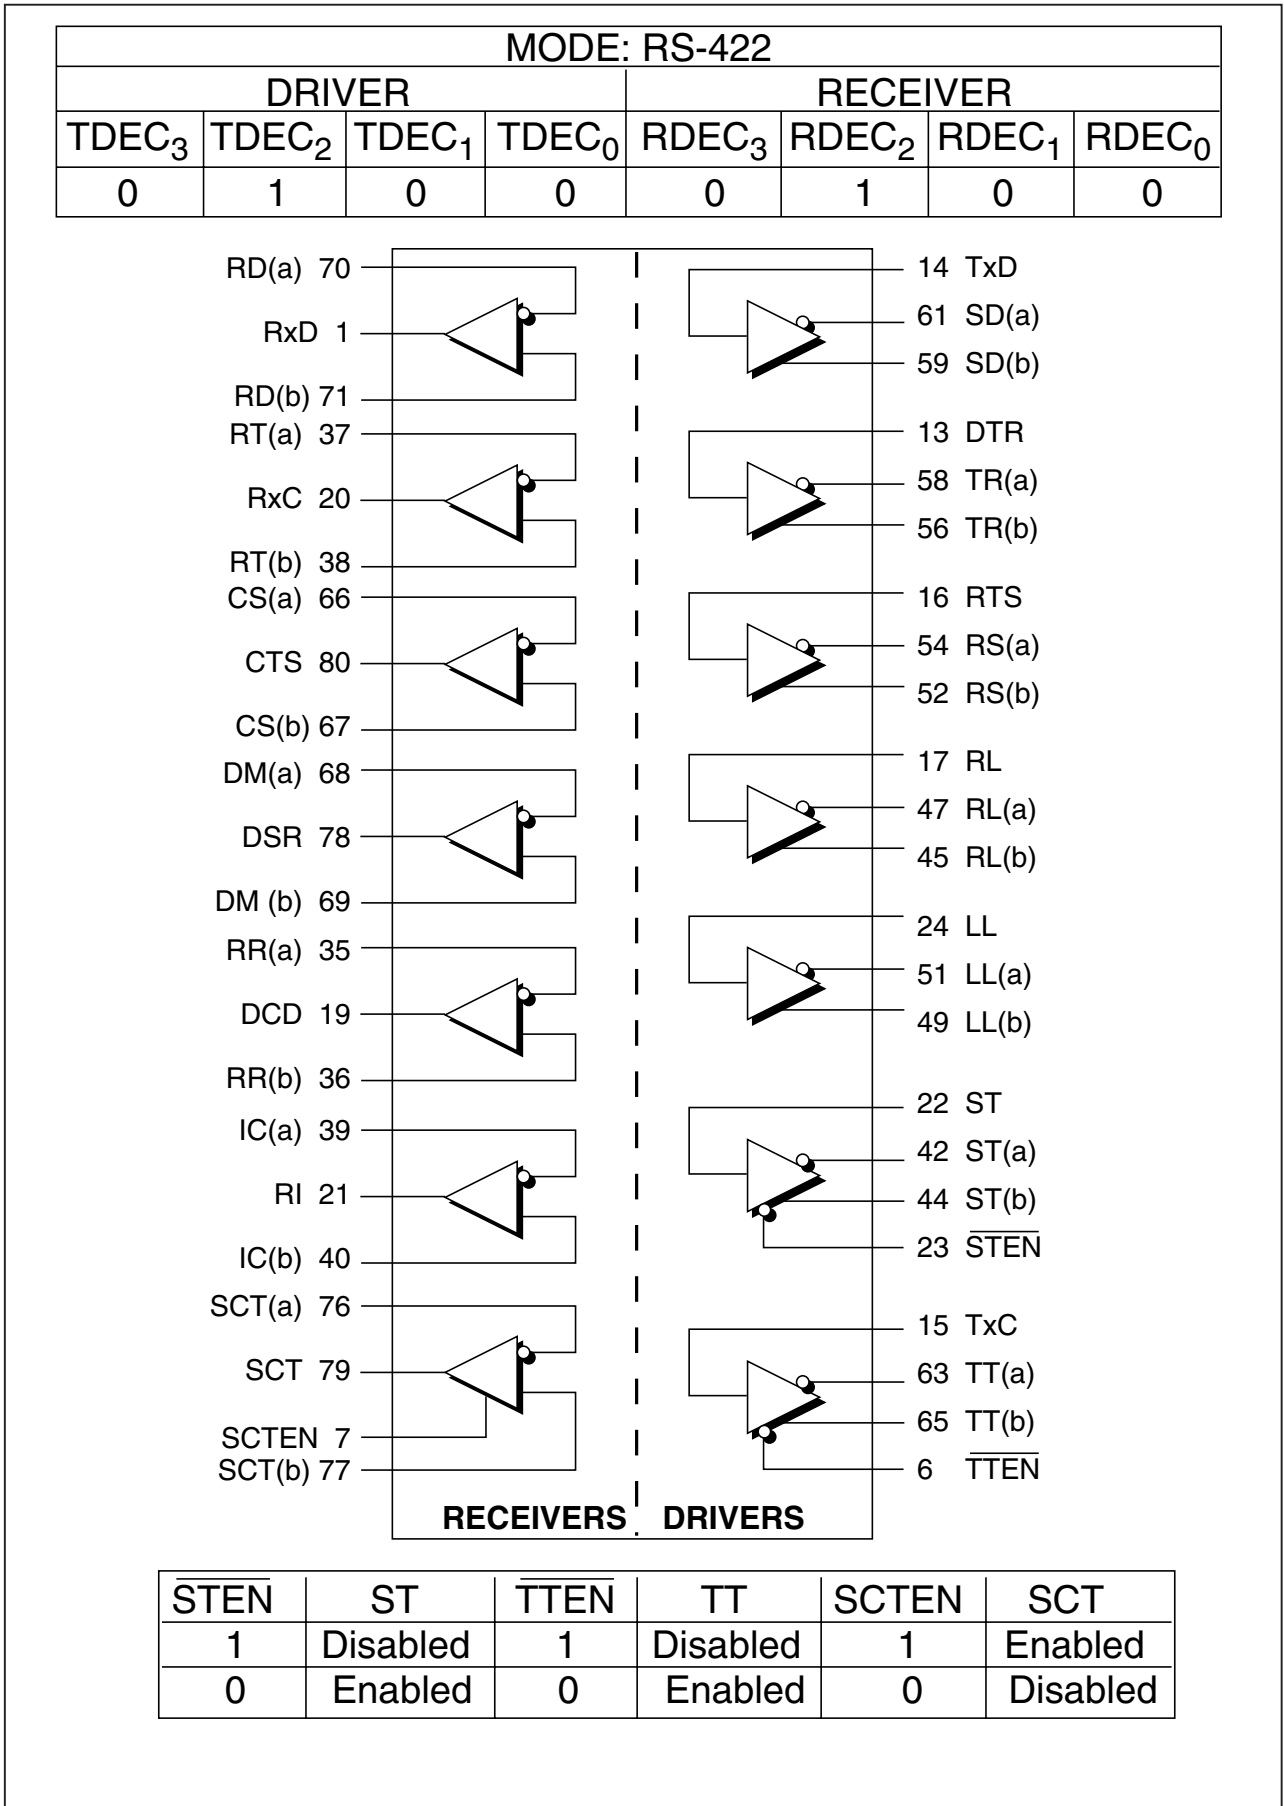 MODE: RS-422
DRIVER RECEIVER
TDEC3 TDEC2 TDEC1 TDEC0 RDEC3 RDEC2 RDEC1 RDEC0
0 1 0 0 0 1 0 0
RD(a) 70
RxD 1
RD(b) 71
RT(a) 37
RxC 20
RT(b) 38
CS(a) 66
CTS 80
CS(b) 67
DM(a) 68
DSR 78
DM (b) 69
RR(a) 35
DCD 19
RR(b) 36
IC(a) 39
RI 21
IC(b) 40
SCT(a) 76
SCT 79
SCTEN 7
SCT(b) 77
14 TxD
61 SD(a)
59 SD(b)
13 DTR
58 TR(a)
56 TR(b)
16 RTS
54 RS(a)
52 RS(b)
17 RL
47 RL(a)
45 RL(b)
24 LL
51 LL(a)
49 LL(b)
22 ST
42 ST(a)
44 ST(b)
23 S̅T̅E̅N̅
15 TxC
63 TT(a)
65 TT(b)
6 T̅T̅E̅N̅
RECEIVERS DRIVERS
S̅T̅E̅N̅ ST T̅T̅E̅N̅ TT SCTEN SCT
1 Disabled 1 Disabled 1 Enabled
0 Enabled 0 Enabled 0 Disabled